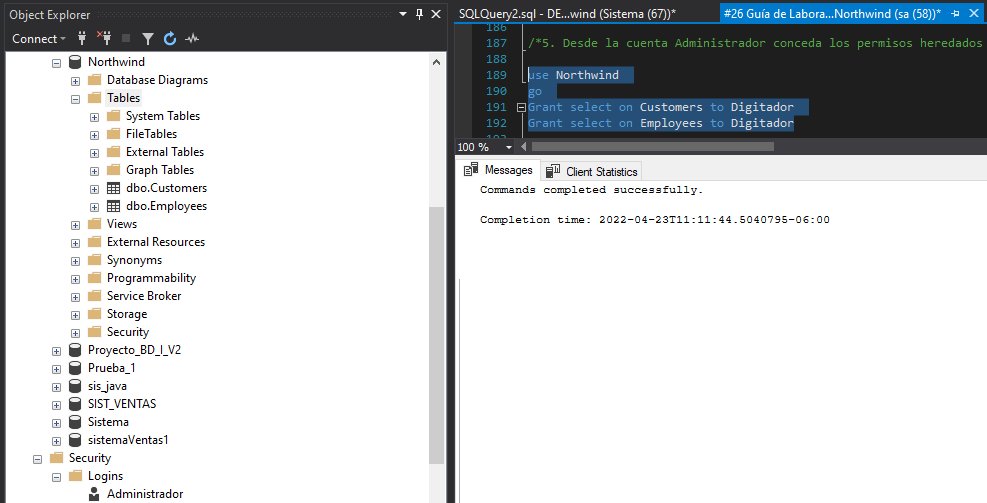 Object Explorer
Connect
Northwind
Database Diagrams
Tables
System Tables
FileTables
External Tables
Graph Tables
dbo.Customers
dbo.Employees
Views
External Resources
Synonyms
Programmability
Service Broker
Storage
Security
Proyecto_BD_I_V2
Prueba_1
sis_java
SIST_VENTAS
Sistema
sistemaVentas1
Security
Logins
Administrador
SQLQuery2.sql - DE...wind (Sistema (67))*
#26 Guía de Labora...Northwind (sa (58))*
186
187 /*5. Desde la cuenta Administrador conceda los permisos heredados
188
189 use Northwind
190 go
191 Grant select on Customers to Digitador
192 Grant select on Employees to Digitador
100 %
Messages
Client Statistics
Commands completed successfully.
Completion time: 2022-04-23T11:11:44.5040795-06:00